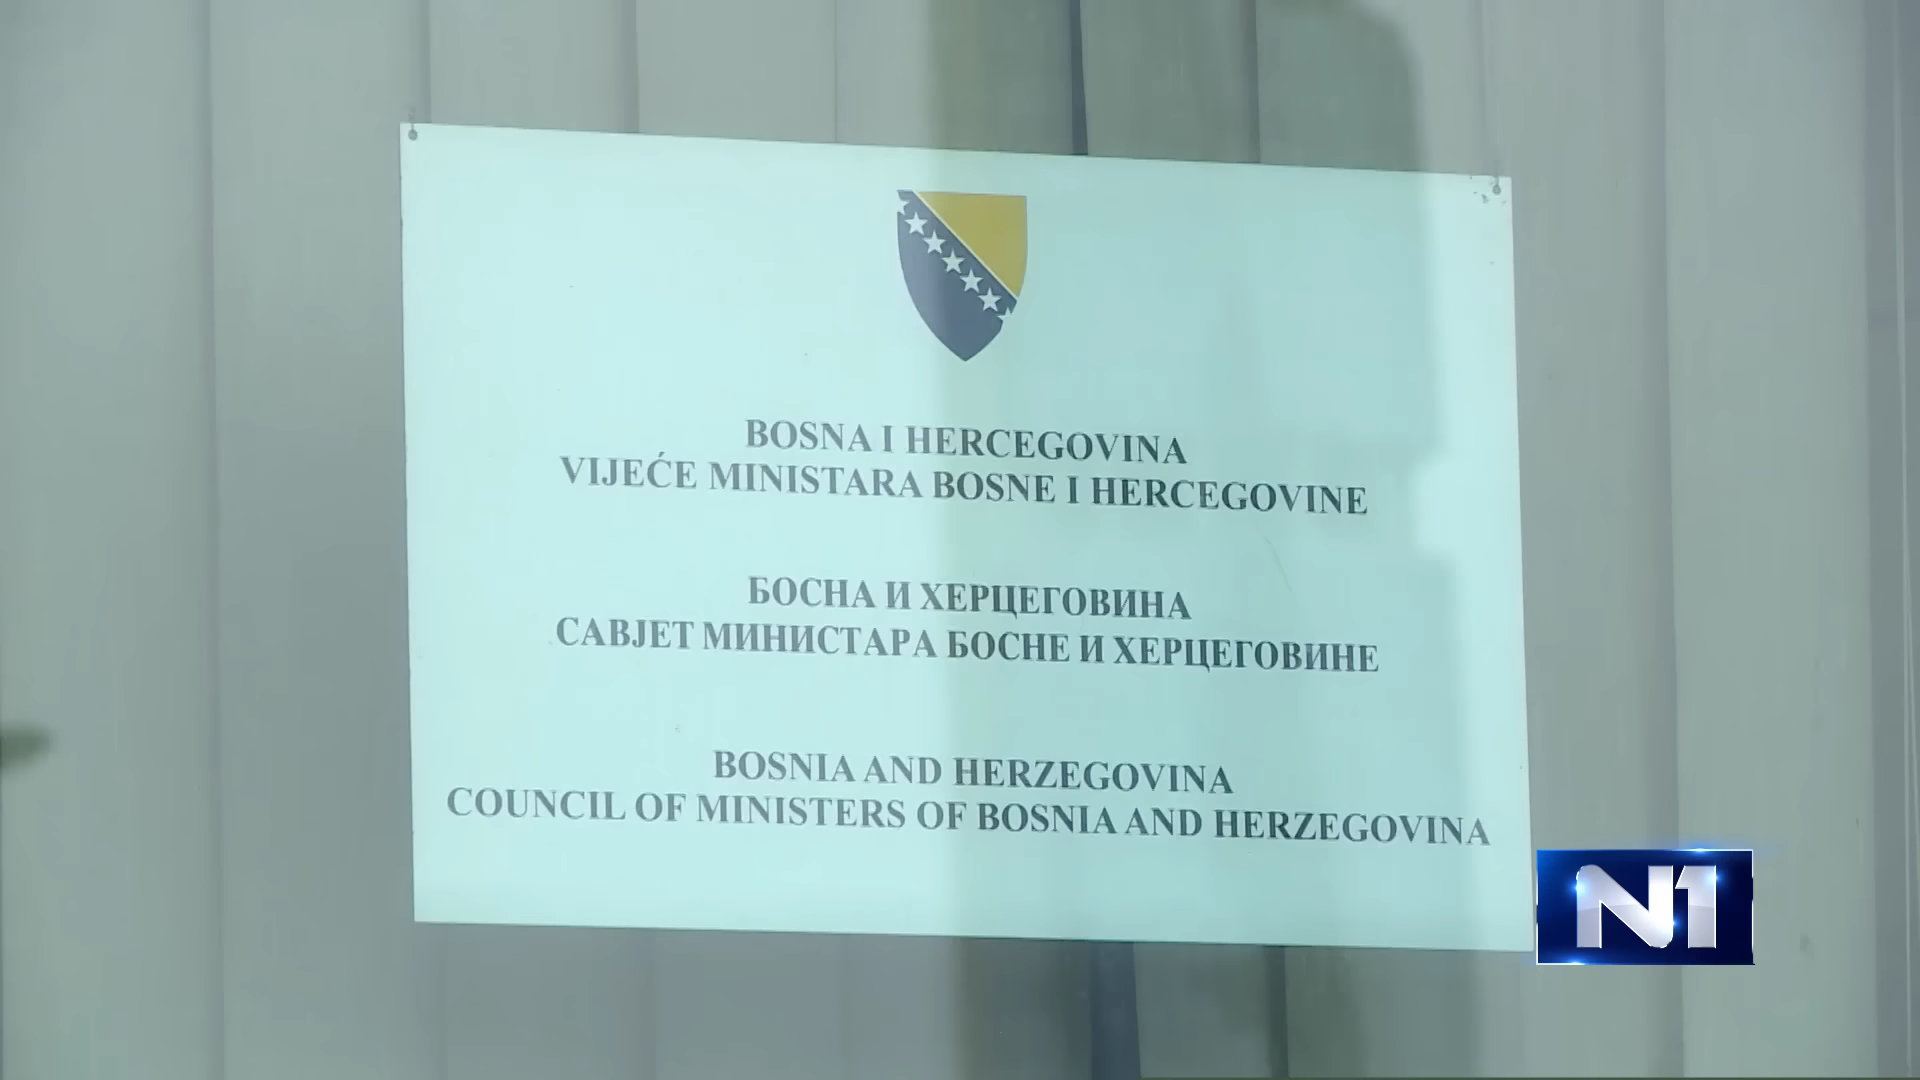 BOSNA I HERCEGOVINA
VIJEĆE MINISTARA BOSNE I HERCEGOVINE
БОСНА И ХЕРЦЕГОВИНА
САВЈЕТ МИНИСТАРА БОСНЕ И ХЕРЦЕГОВИНЕ
BOSNIA AND HERZEGOVINA
COUNCIL OF MINISTERS OF BOSNIA AND HERZEGOVINA
N1